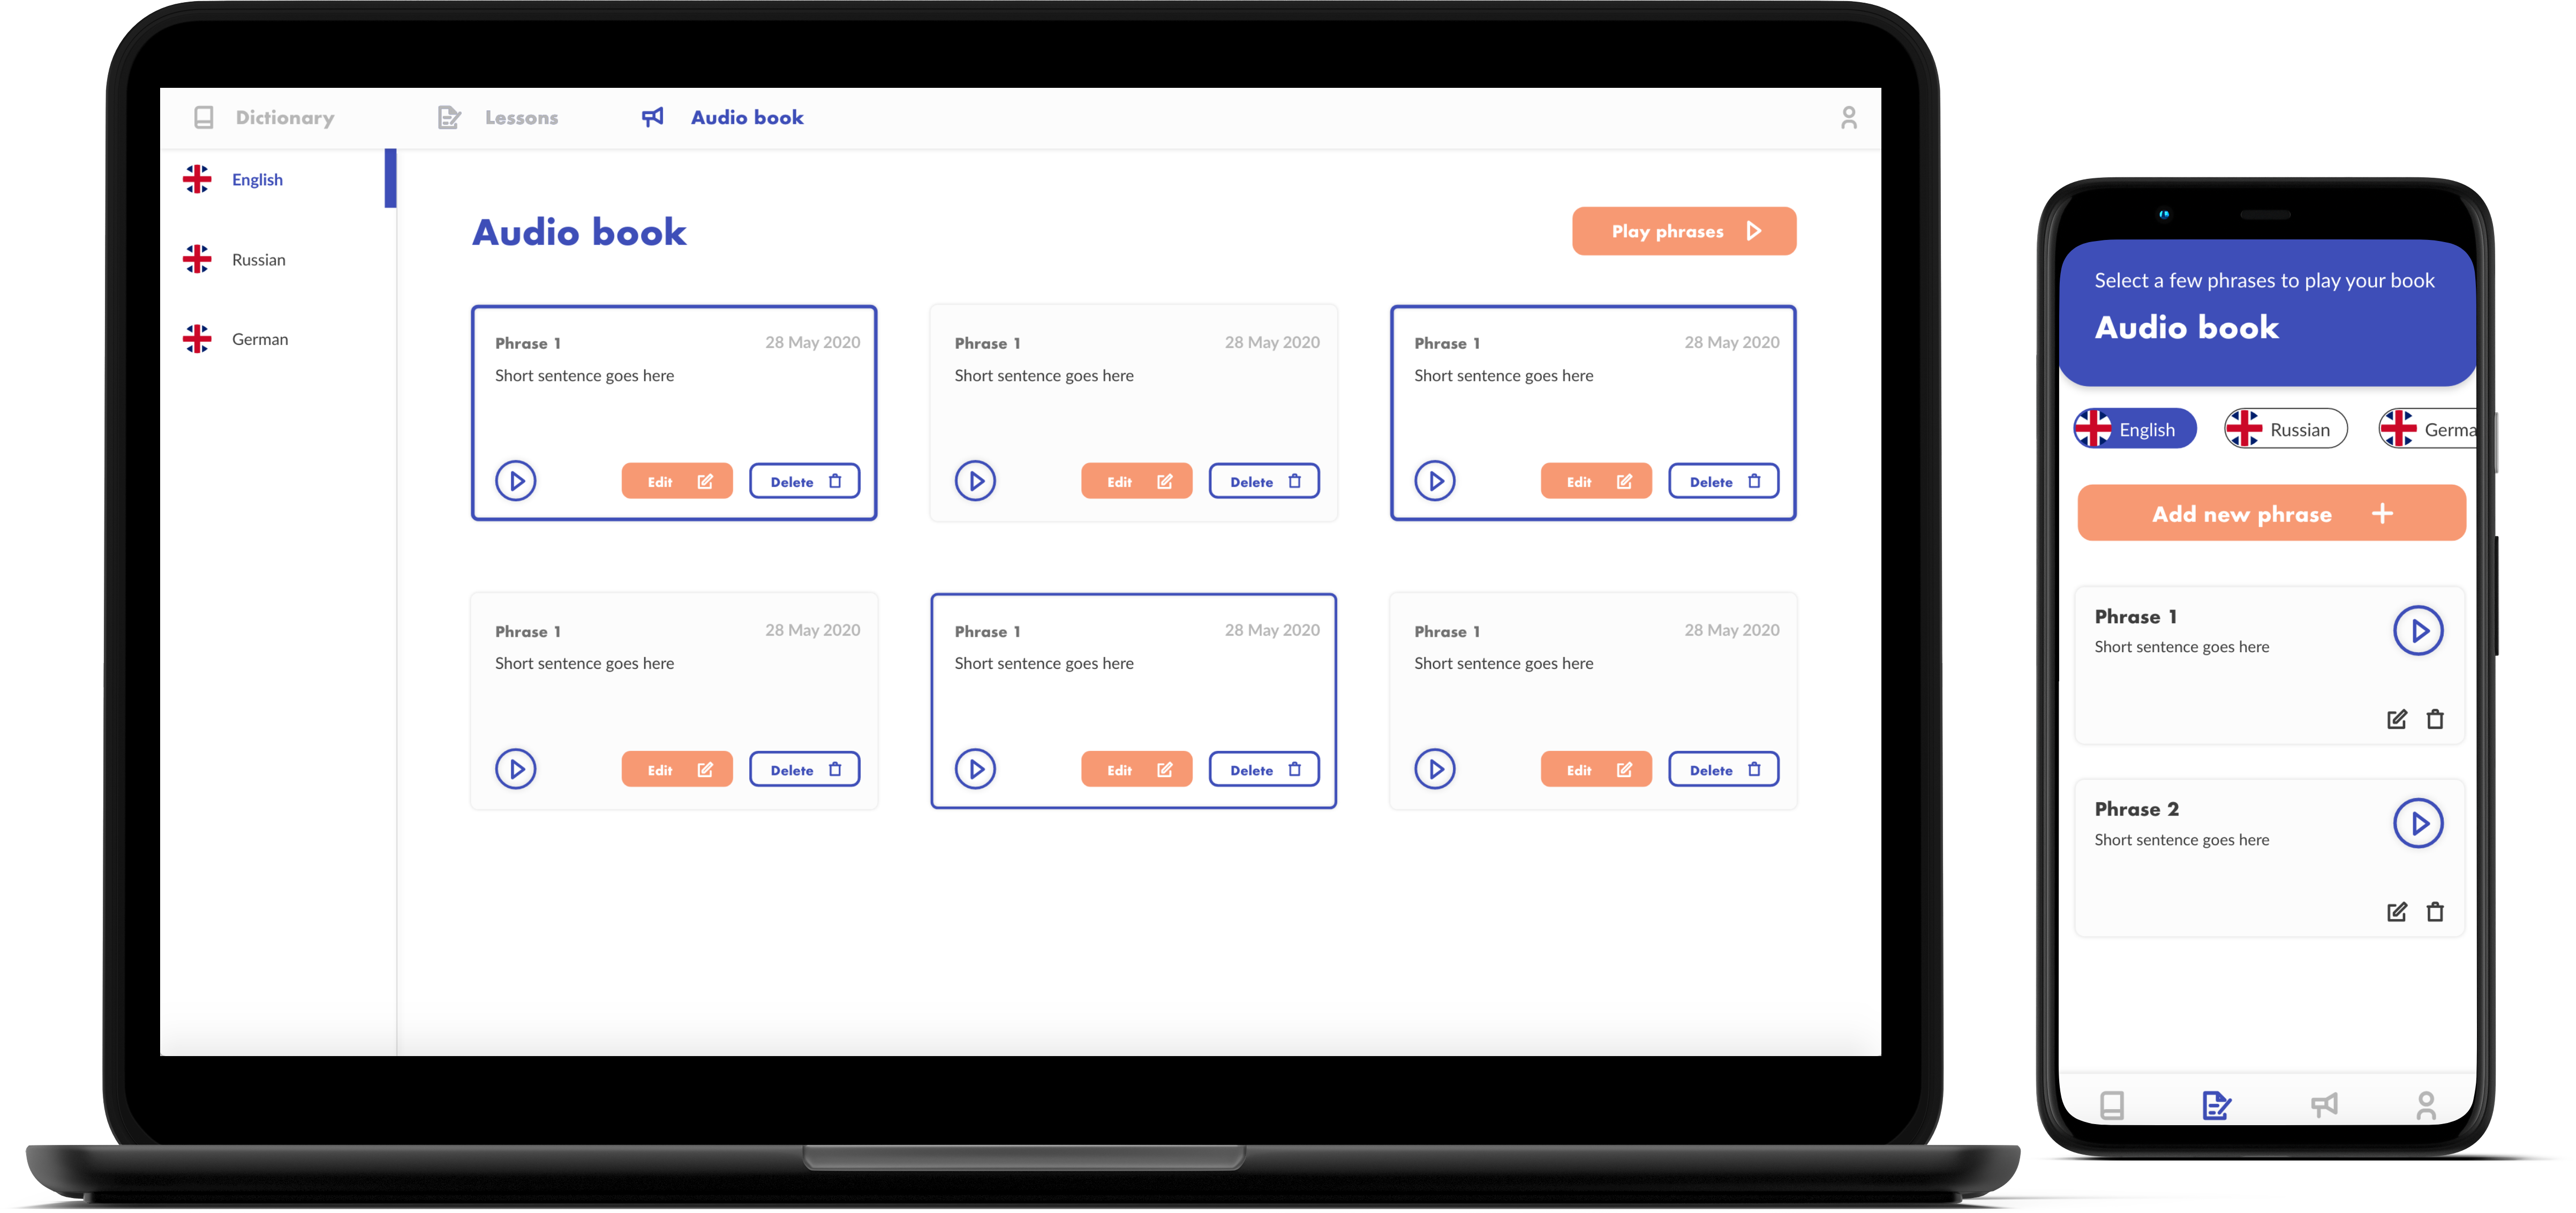 Dictionary Lessons Audio book
English
Russian
German
Audio book
Play phrases
Phrase 1 28 May 2020
Short sentence goes here
Edit Delete
Phrase 1 28 May 2020
Short sentence goes here
Edit Delete
Phrase 1 28 May 2020
Short sentence goes here
Edit Delete
Phrase 1 28 May 2020
Short sentence goes here
Edit Delete
Phrase 1 28 May 2020
Short sentence goes here
Edit Delete
Phrase 1 28 May 2020
Short sentence goes here
Edit Delete
Select a few phrases to play your book
Audio book
English Russian Germa
Add new phrase
Phrase 1
Short sentence goes here
Phrase 2
Short sentence goes here